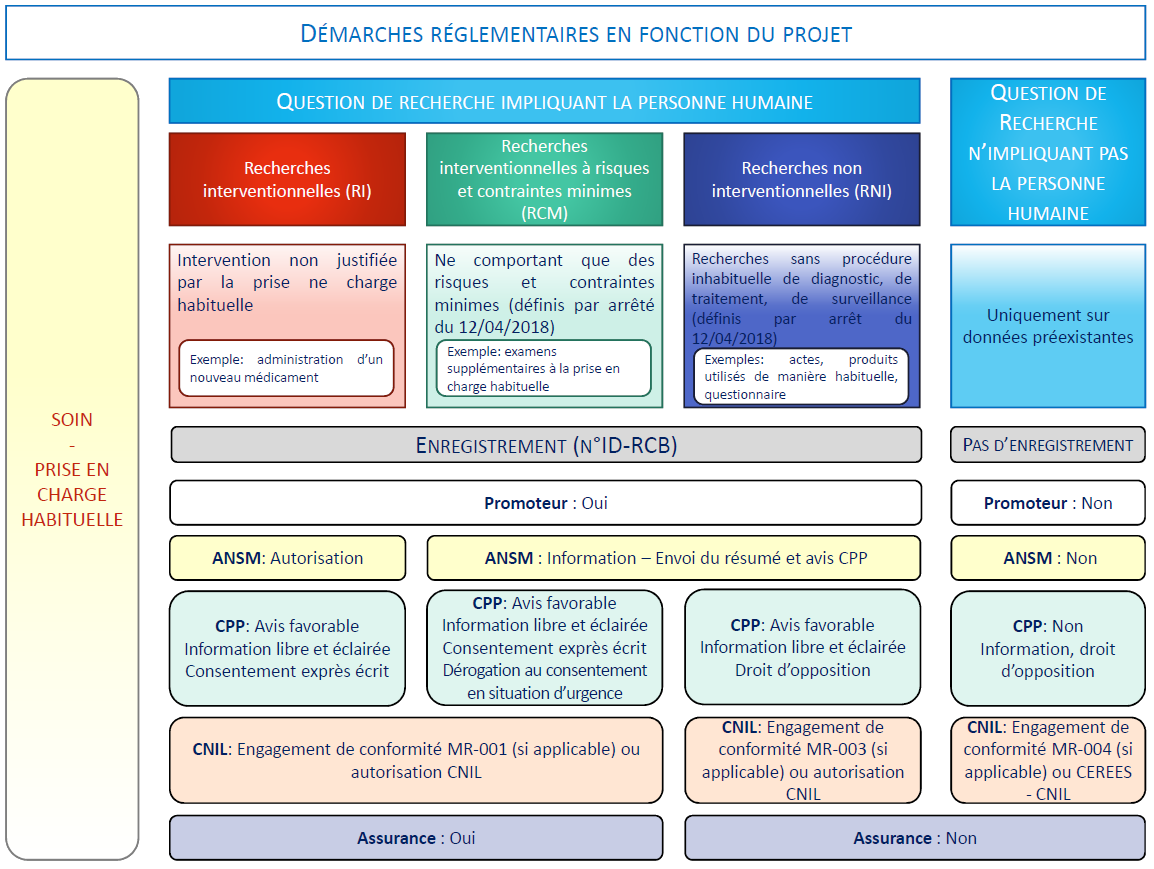 DÉMARCHES RÉGLEMENTAIRES EN FONCTION DU PROJET
SOIN
-
PRISE EN
CHARGE
HABITUELLE
QUESTION DE RECHERCHE IMPLIQUANT LA PERSONNE HUMAINE
QUESTION DE
RECHERCHE
N'IMPLIQUANT PAS
LA PERSONNE
HUMAINE
Recherches
interventionnelles (RI)
Recherches
interventionnelles à risques
et contraintes minimes
(RCM)
Recherches non
interventionnelles (RNI)
Intervention non justifiée
par la prise ne charge
habituelle
Exemple: administration d'un
nouveau médicament
Ne comportant que des
risques et contraintes
minimes (définis par arrêté
du 12/04/2018)
Exemple: examens
supplémentaires à la prise en
charge habituelle
Recherches sans procédure
inhabituelle de diagnostic, de
traitement, de surveillance
(définis par arrêt du
12/04/2018)
Exemples: actes, produits
utilisés de manière habituelle,
questionnaire
Uniquement sur
données préexistantes
ENREGISTREMENT (N°ID-RCB)
PAS D'ENREGISTREMENT
Promoteur : Oui
Promoteur : Non
ANSM: Autorisation
ANSM : Information – Envoi du résumé et avis CPP
ANSM : Non
CPP: Avis favorable
Information libre et éclairée
Consentement exprès écrit
CPP: Avis favorable
Information libre et éclairée
Consentement exprès écrit
Dérogation au consentement
en situation d'urgence
CPP: Avis favorable
Information libre et éclairée
Droit d'opposition
CPP: Non
Information, droit
d'opposition
CNIL: Engagement de conformité MR-001 (si applicable) ou
autorisation CNIL
CNIL: Engagement de
conformité MR-003 (si
applicable) ou autorisation
CNIL
CNIL: Engagement de
conformité MR-004 (si
applicable) ou CEREES
- CNIL
Assurance : Oui
Assurance : Non